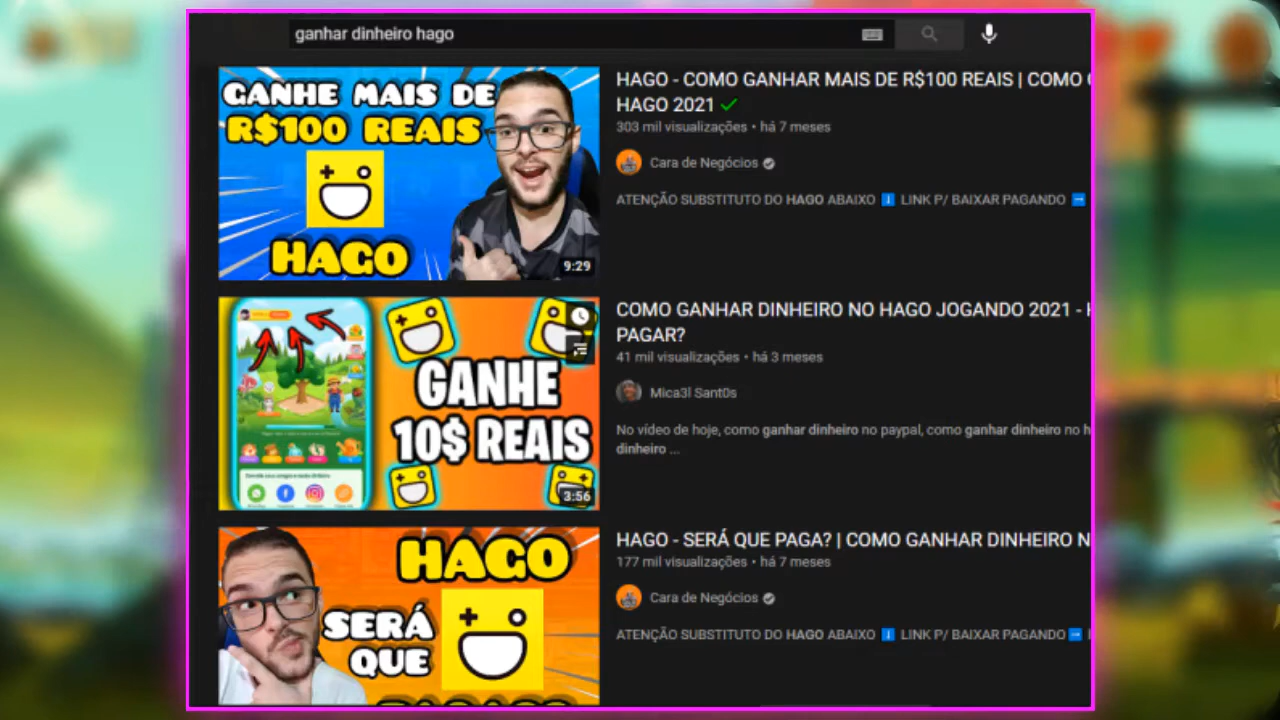 ganhar dinheiro hago
GANHE MAIS DE
R$100 REAIS
HAGO
9:29
HAGO - COMO GANHAR MAIS DE R$100 REAIS | COMO
HAGO 2021
303 mil visualizações • há 7 meses
Cara de Negócios
ATENÇÃO SUBSTITUTO DO HAGO ABAIXO ⬇ LINK P/ BAIXAR PAGANDO ➡
GANHE
10$ REAIS
3:56
COMO GANHAR DINHEIRO NO HAGO JOGANDO 2021 -
PAGAR?
41 mil visualizações • há 3 meses
Mica3l Sant0s
No vídeo de hoje, como ganhar dinheiro no paypal, como ganhar dinheiro no
dinheiro ...
HAGO
SERÁ
QUE
HAGO - SERÁ QUE PAGA? | COMO GANHAR DINHEIRO
177 mil visualizações • há 7 meses
Cara de Negócios
ATENÇÃO SUBSTITUTO DO HAGO ABAIXO ⬇ LINK P/ BAIXAR PAGANDO ➡